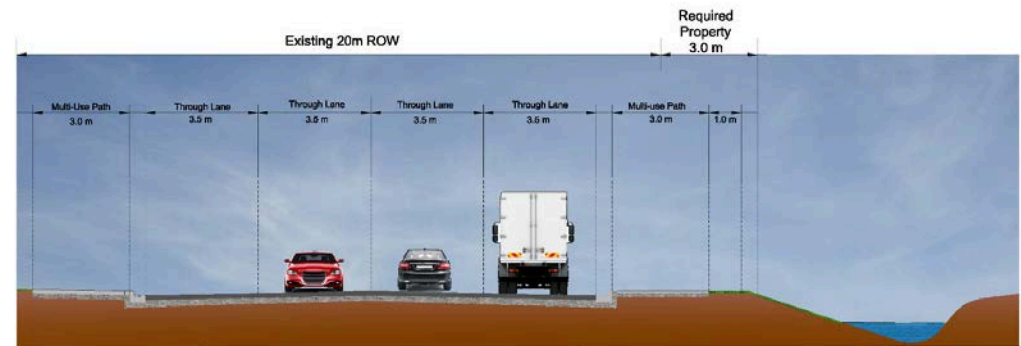 Required
Property
3.0 m
Existing 20m ROW
Multi-Use Path
3.0 m
Through Lane
3.5 m
Through Lane
3.5 m
Through Lane
3.5 m
Through Lane
3.5 m
Multi-use Path
3.0 m
1.0 m